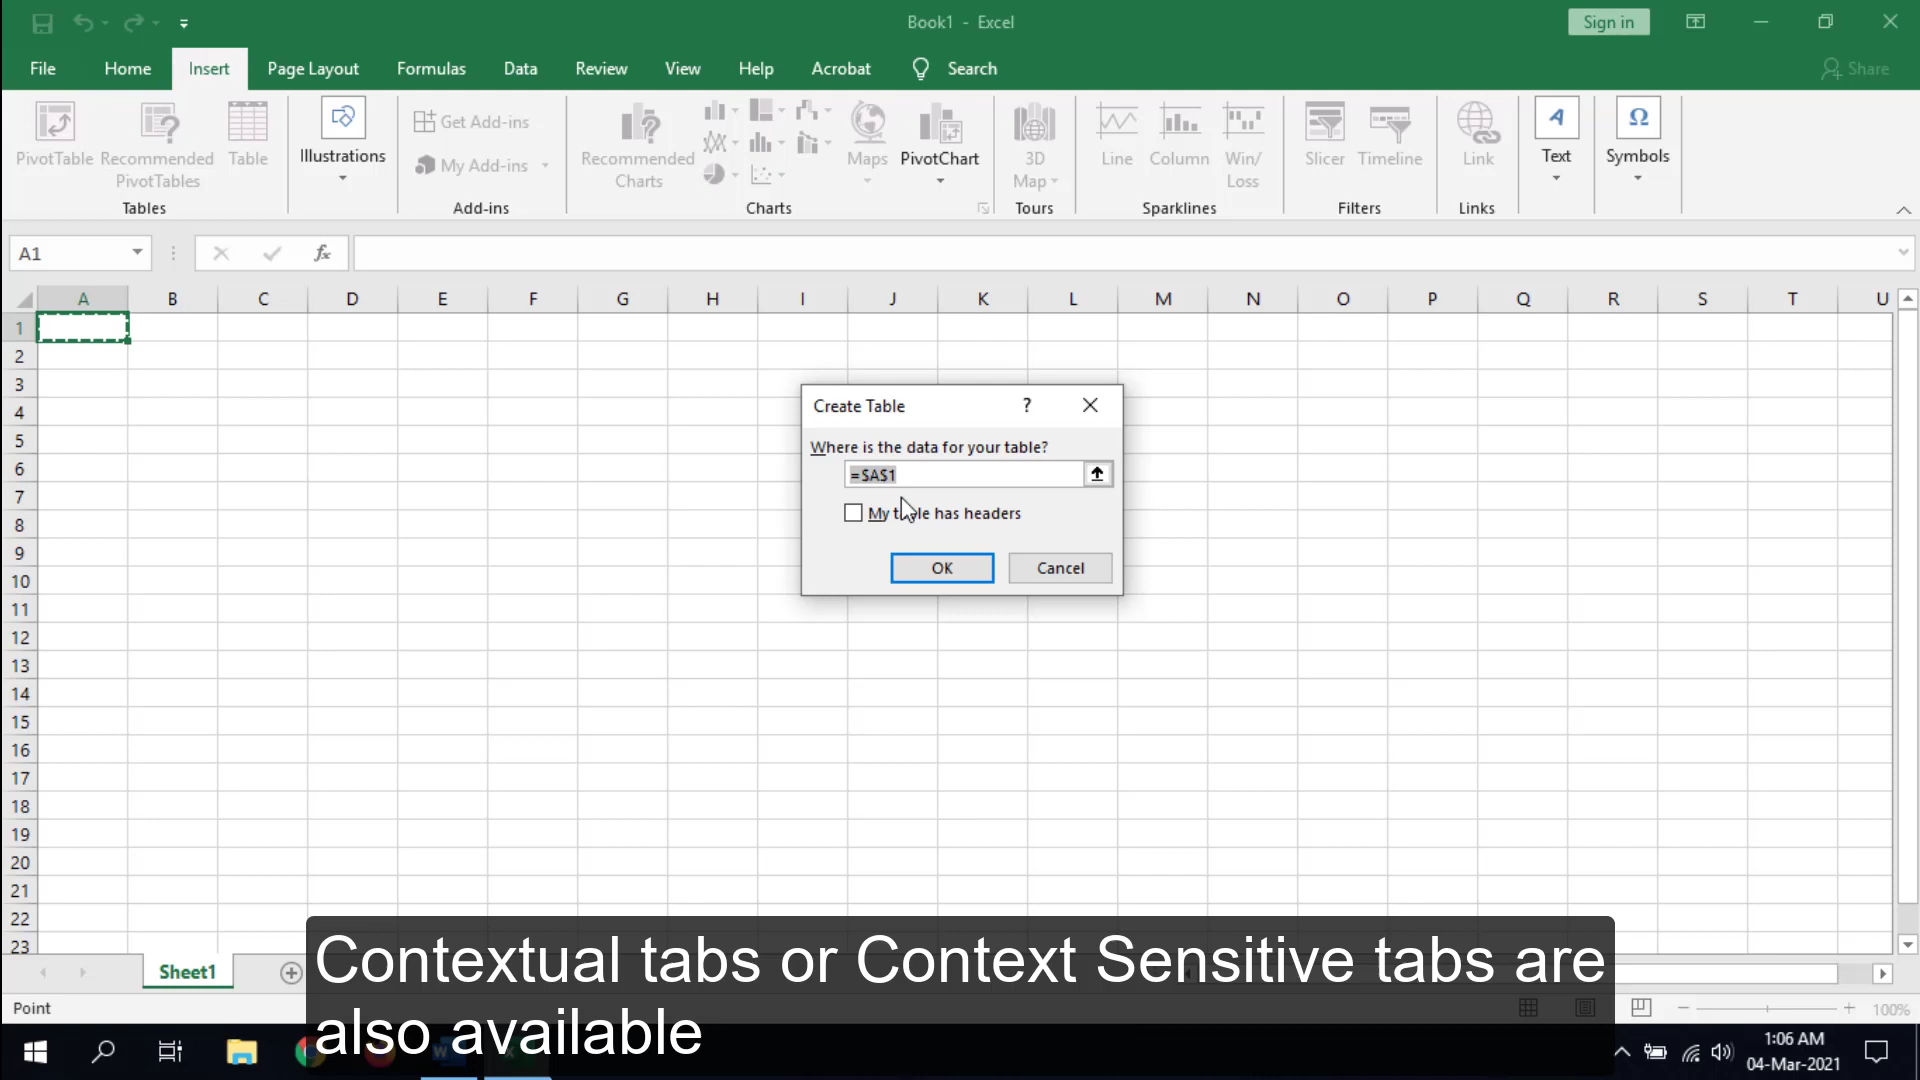 Book1 - Excel
Sign in
File Home Insert Page Layout Formulas Data Review View Help Acrobat Search Share
PivotTable Recommended PivotTables Table
Illustrations
Get Add-ins
My Add-ins
Recommended Charts
Maps
PivotChart
3D Map
Line Column Win/ Loss
Slicer Timeline
Link
Text
Symbols
Tables Add-ins Charts Tours Sparklines Filters Links
A1
fx
A B C D E F G H I J K L M N O P Q R S T U
1
2
3
4
5
6
7
8
9
10
11
12
13
14
15
16
17
18
19
20
21
22
23
Create Table ?
Where is the data for your table?
=$A$1
My table has headers
OK Cancel
Sheet1
Contextual tabs or Context Sensitive tabs are
also available
Point
100%
1:06 AM
04-Mar-2021